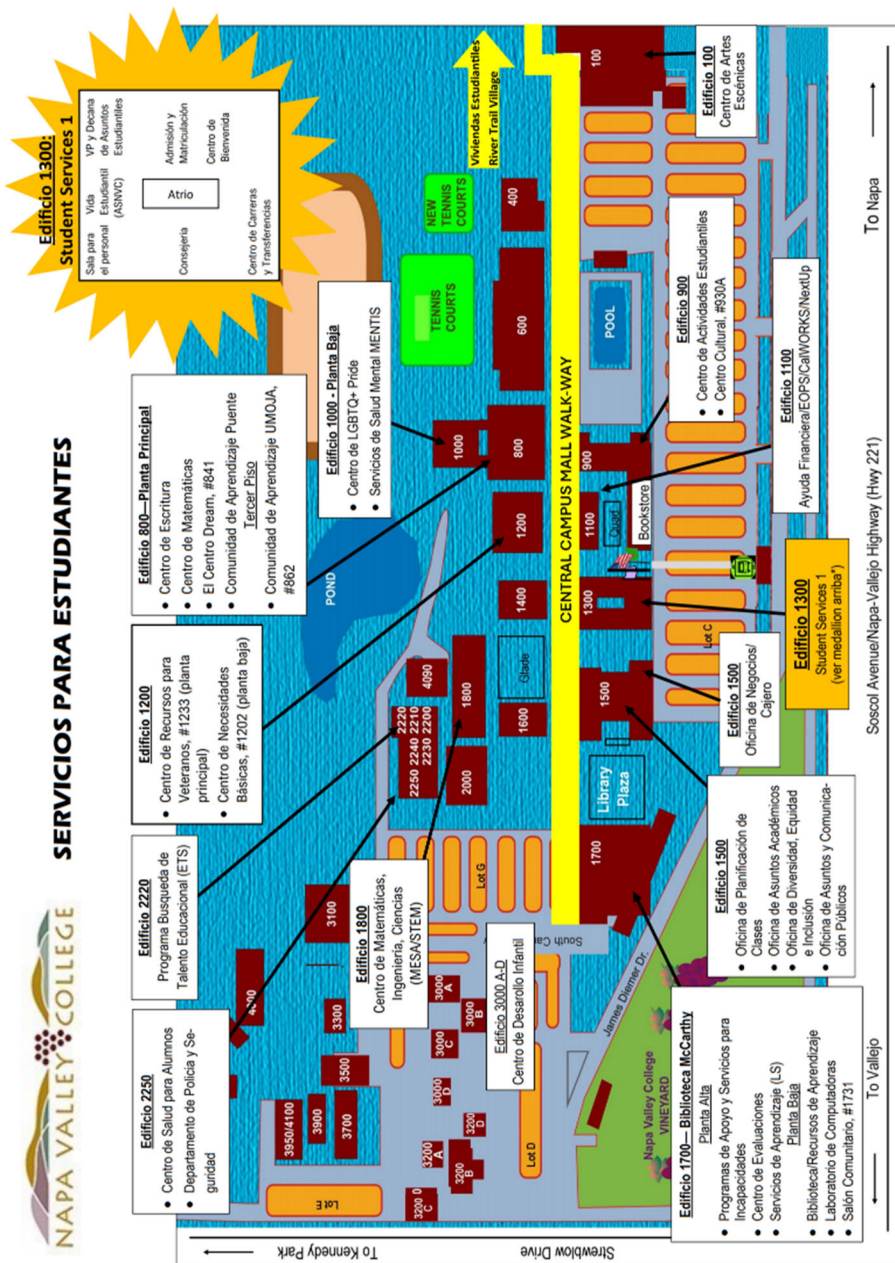 NAPA VALLEY COLLEGE
SERVICIOS PARA ESTUDIANTES
Edificio 1300:
Student Services 1
Sala para
el personal
Vida
Estudiantil
(ASNVC)
VP y Decana
de Asuntos
Estudiantiles
Atrio
Consejería
Admisión y
Matriculación
Centro de
Bienvenida
Centro de Carreras
y Transferencias
Edificio 2250
• Centro de Salud para Alumnos
• Departamento de Policia y Se-
guridad
Edificio 2220
Programa Busqueda de
Talento Educacional (ETS)
Edificio 1200
• Centro de Recursos para
Veteranos, #1233 (planta
principal)
• Centro de Necesidades
Básicas, #1202 (planta baja)
Edificio 800—Planta Principal
• Centro de Escritura
• Centro de Matemáticas
• El Centro Dream, #841
• Comunidad de Aprendizaje Puente
Tercer Piso
• Comunidad de Aprendizaje UMOJA,
#862
Edificio 1000 - Planta Baja
• Centro de LGBTQ+ Pride
• Servicios de Salud Mental MENTIS
Edificio 1800
Centro de Matemáticas,
Ingeniería, Ciencias
(MESA/STEM)
Edificio 3000 A-D
Centro de Desarollo Infantil
POND
TENNIS
COURTS
NEW
TENNIS
COURTS
Viviendas Estudiantiles
River Trail Village
3950/4100
3900
3700
3500
3300
3100
Lot E
3200
A
3200
B
3200
C
3200
D
3000
A
3000
B
3000
C
3000
D
Lot D
Lot G
2250 2240 2210
2220
2230 2200
4090
1800
2000
1600
Glade
1400
1200
1000
800
600
400
CENTRAL CAMPUS MALL WALK-WAY
1700
Library
Plaza
1500
1300
1100
Quad
Bookstore
900
POOL
100
Lot C
James Diemer Dr.
Napa Valley College
VINEYARD
Edificio 1700— Biblioteca McCarthy
Planta Alta
• Programas de Apoyo y Servicios para
Incapacidades
• Centro de Evaluaciones
• Servicios de Aprendizaje (LS)
Planta Baja
• Biblioteca/Recursos de Aprendizaje
• Laboratorio de Computadoras
• Salón Comunitario, #1731
Edificio 1500
• Oficina de Planificación de
Clases
• Oficina de Asuntos Académicos
• Oficina de Diversidad, Equidad
e Inclusión
• Oficina de Asuntos y Comunica-
ción Públicos
Edificio 1500
Oficina de Negocios/
Cajero
Edificio 1300
Student Services 1
(ver medallion arriba*)
Edificio 1100
Ayuda Financiera/EOPS/CalWORKS/NextUp
Edificio 900
• Centro de Actividades Estudiantiles
• Centro Cultural, #930A
Edificio 100
Centro de Artes
Escénicas
To Kennedy Park
Strewblow Drive
To Vallejo
Soscol Avenue/Napa-Vallejo Highway (Hwy 221)
To Napa